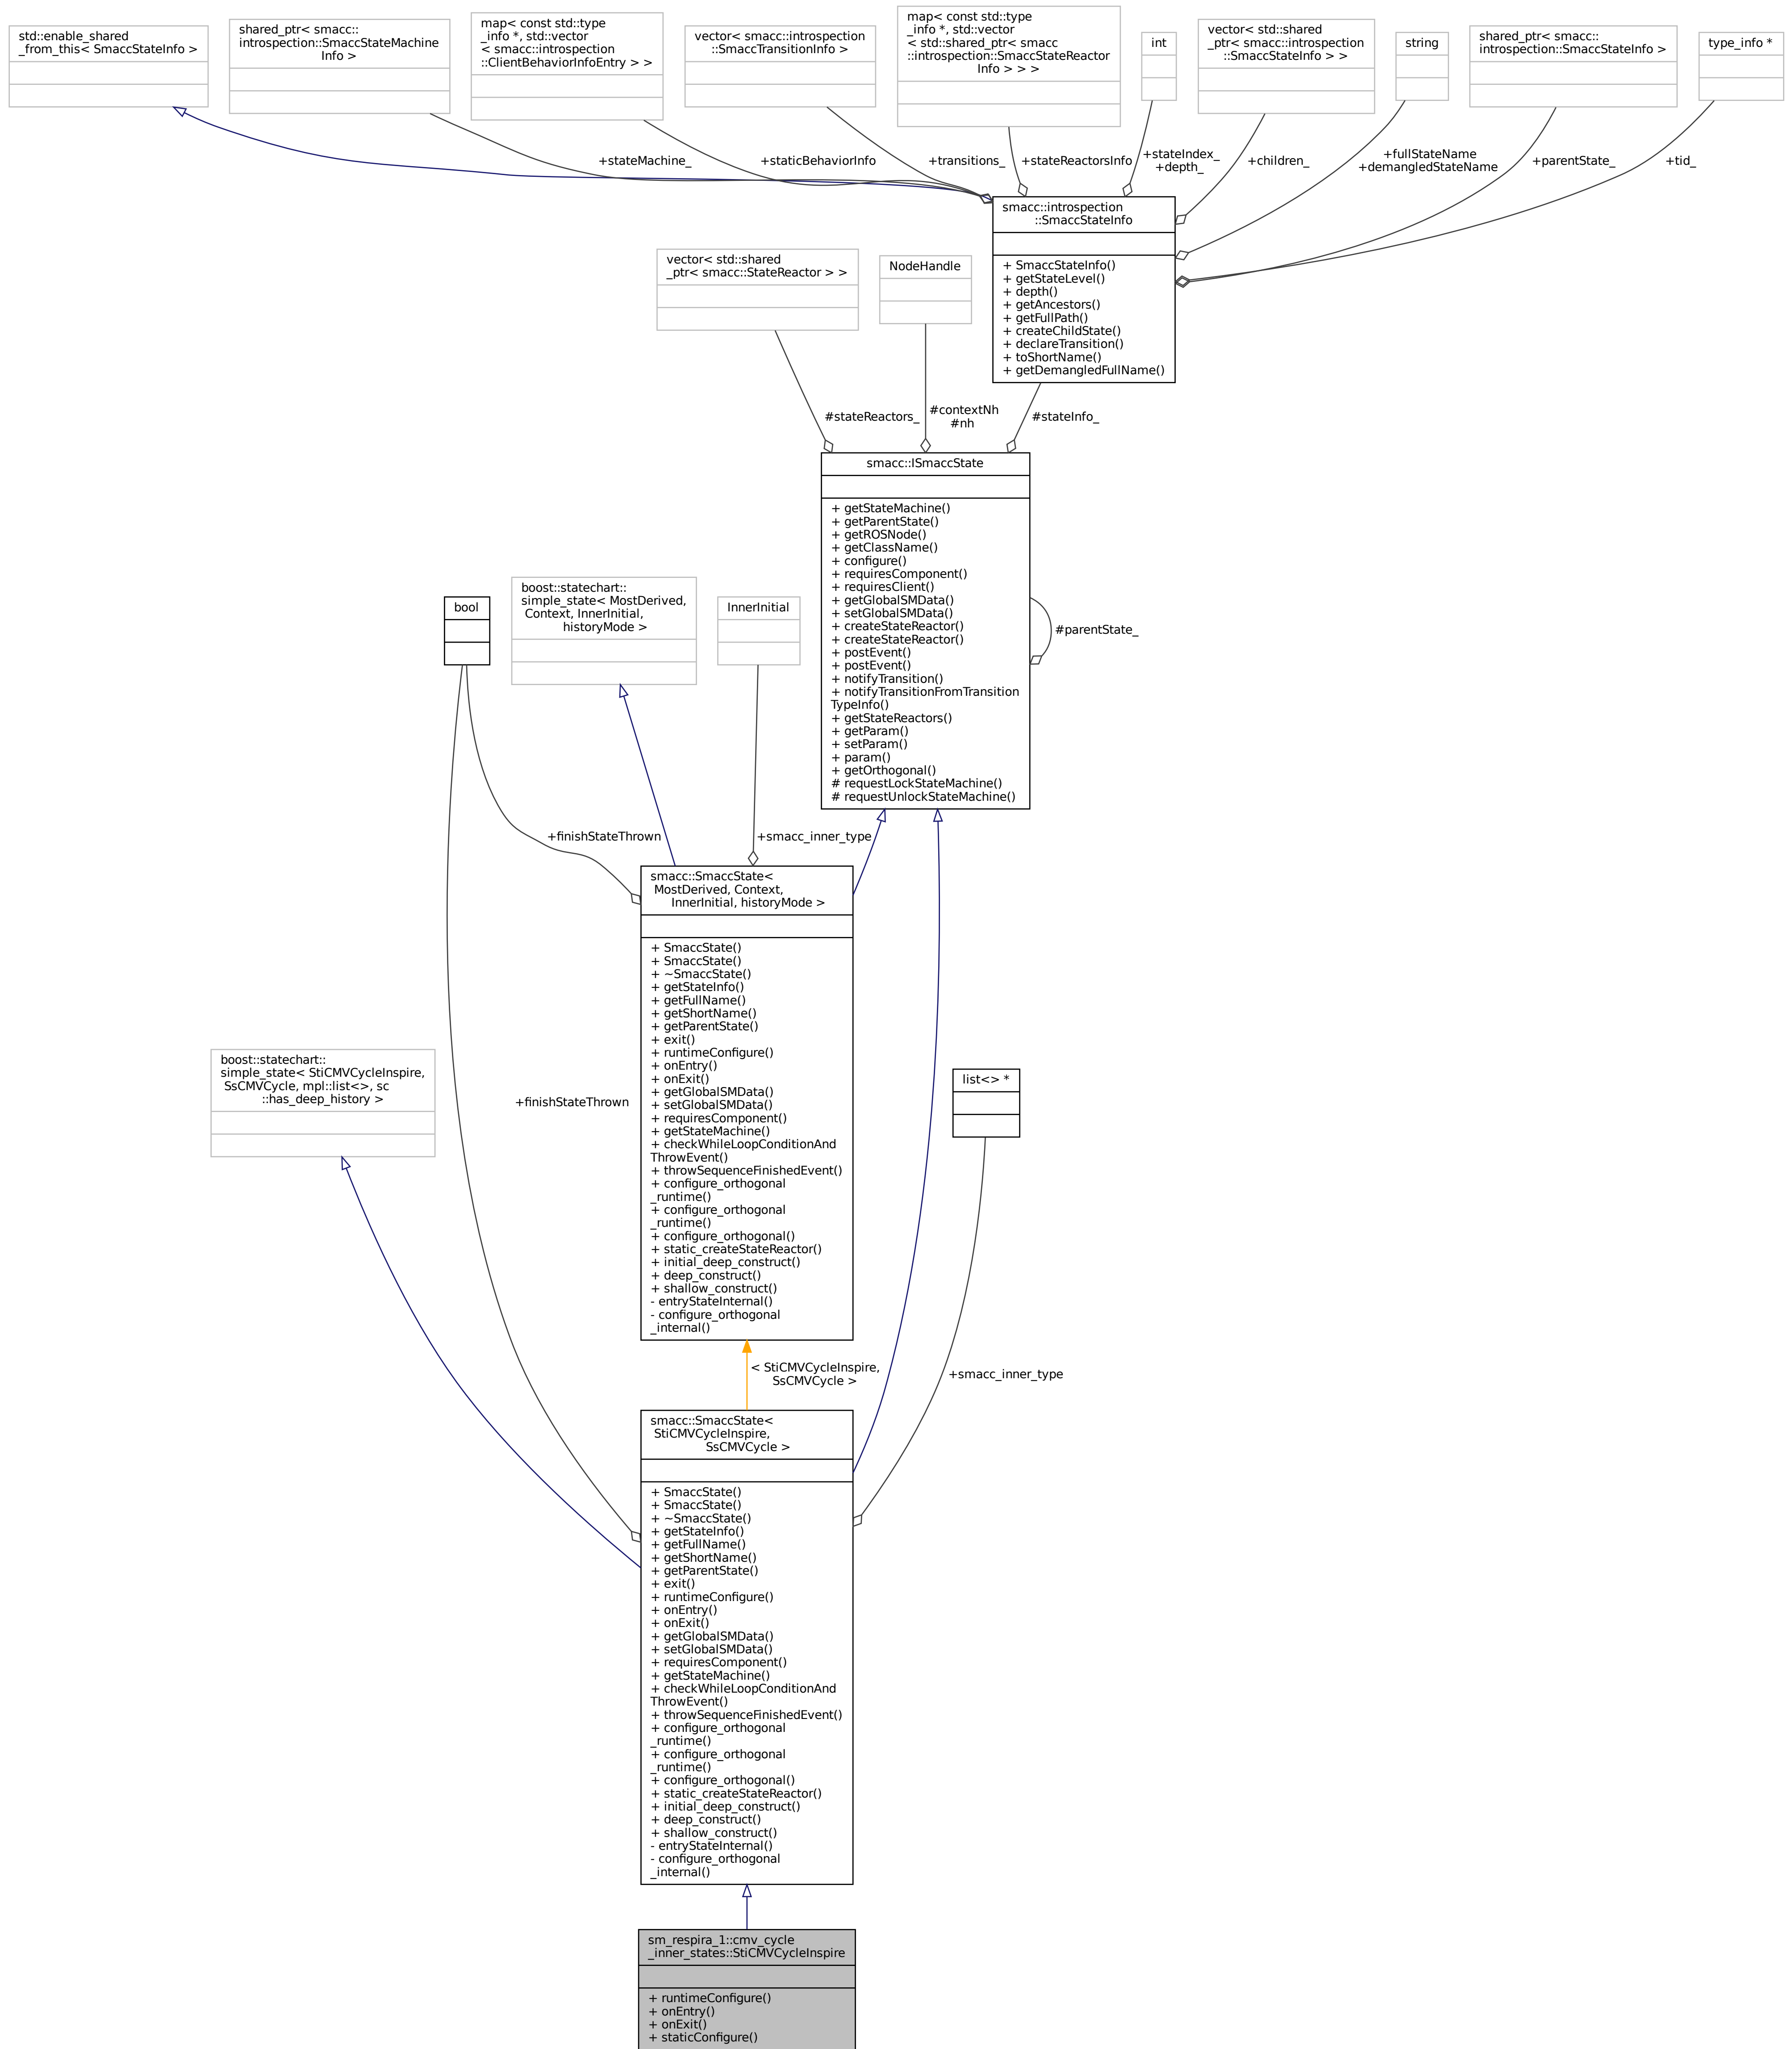 std::enable_shared
_from_this< SmaccStateInfo >
shared_ptr< smacc::
introspection::SmaccStateMachine
Info >
map< const std::type
_info *, std::vector
< smacc::introspection
::ClientBehaviorInfoEntry > >
vector< smacc::introspection
::SmaccTransitionInfo >
map< const std::type
_info *, std::vector
< std::shared_ptr< smacc
::introspection::SmaccStateReactor
Info > > >
int
vector< std::shared
_ptr< smacc::introspection
::SmaccStateInfo > >
string
shared_ptr< smacc::
introspection::SmaccStateInfo >
type_info *
+stateMachine_
+staticBehaviorInfo
+transitions_
+stateReactorsInfo
+stateIndex_
+depth_
+children_
+fullStateName
+demangledStateName
+parentState_
+tid_
smacc::introspection
::SmaccStateInfo
+ SmaccStateInfo()
+ getStateLevel()
+ depth()
+ getAncestors()
+ getFullPath()
+ createChildState()
+ declareTransition()
+ toShortName()
+ getDemangledFullName()
vector< std::shared
_ptr< smacc::StateReactor > >
NodeHandle
#stateReactors_
#contextNh
#nh
#stateInfo_
smacc::ISmaccState
+ getStateMachine()
+ getParentState()
+ getROSNode()
+ getClassName()
+ configure()
+ requiresComponent()
+ requiresClient()
+ getGlobalSMData()
+ setGlobalSMData()
+ createStateReactor()
+ createStateReactor()
+ postEvent()
+ postEvent()
+ notifyTransition()
+ notifyTransitionFromTransition
TypeInfo()
+ getStateReactors()
+ getParam()
+ setParam()
+ param()
+ getOrthogonal()
# requestLockStateMachine()
# requestUnlockStateMachine()
#parentState_
bool
boost::statechart::
simple_state< MostDerived,
Context, InnerInitial,
historyMode >
InnerInitial
+finishStateThrown
+smacc_inner_type
smacc::SmaccState<
MostDerived, Context,
InnerInitial, historyMode >
+ SmaccState()
+ SmaccState()
+ ~SmaccState()
+ getStateInfo()
+ getFullName()
+ getShortName()
+ getParentState()
+ exit()
+ runtimeConfigure()
+ onEntry()
+ onExit()
+ getGlobalSMData()
+ setGlobalSMData()
+ requiresComponent()
+ getStateMachine()
+ checkWhileLoopConditionAnd
ThrowEvent()
+ throwSequenceFinishedEvent()
+ configure_orthogonal
_runtime()
+ configure_orthogonal
_runtime()
+ configure_orthogonal()
+ static_createStateReactor()
+ initial_deep_construct()
+ deep_construct()
+ shallow_construct()
- entryStateInternal()
- configure_orthogonal
_internal()
boost::statechart::
simple_state< StiCMVCycleInspire,
SsCMVCycle, mpl::list<>, sc
::has_deep_history >
+finishStateThrown
list<> *
< StiCMVCycleInspire,
SsCMVCycle >
+smacc_inner_type
smacc::SmaccState<
StiCMVCycleInspire,
SsCMVCycle >
+ SmaccState()
+ SmaccState()
+ ~SmaccState()
+ getStateInfo()
+ getFullName()
+ getShortName()
+ getParentState()
+ exit()
+ runtimeConfigure()
+ onEntry()
+ onExit()
+ getGlobalSMData()
+ setGlobalSMData()
+ requiresComponent()
+ getStateMachine()
+ checkWhileLoopConditionAnd
ThrowEvent()
+ throwSequenceFinishedEvent()
+ configure_orthogonal
_runtime()
+ configure_orthogonal
_runtime()
+ configure_orthogonal()
+ static_createStateReactor()
+ initial_deep_construct()
+ deep_construct()
+ shallow_construct()
- entryStateInternal()
- configure_orthogonal
_internal()
sm_respira_1::cmv_cycle
_inner_states::StiCMVCycleInspire
+ runtimeConfigure()
+ onEntry()
+ onExit()
+ staticConfigure()